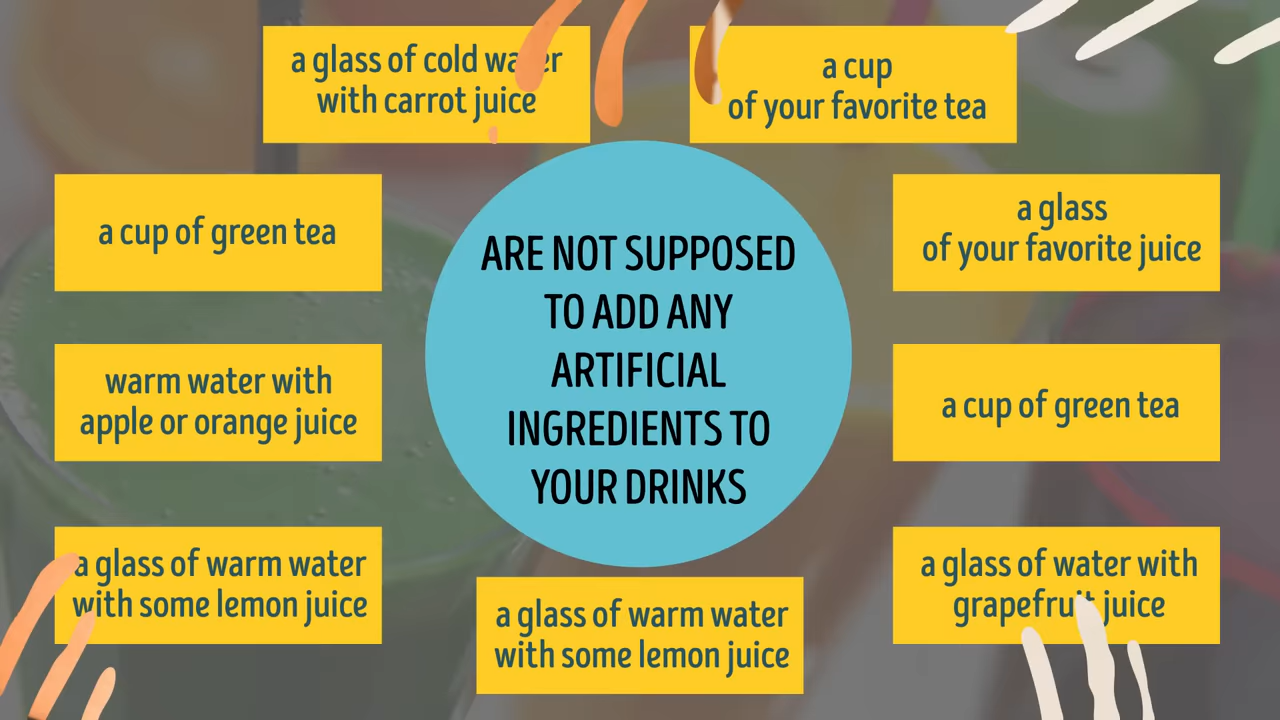 a glass of cold water
with carrot juice
a cup
of your favorite tea
a cup of green tea
a glass
of your favorite juice
ARE NOT SUPPOSED
TO ADD ANY
ARTIFICIAL
INGREDIENTS TO
YOUR DRINKS
warm water with
apple or orange juice
a cup of green tea
a glass of warm water
with some lemon juice
a glass of warm water
with some lemon juice
a glass of water with
grapefruit juice